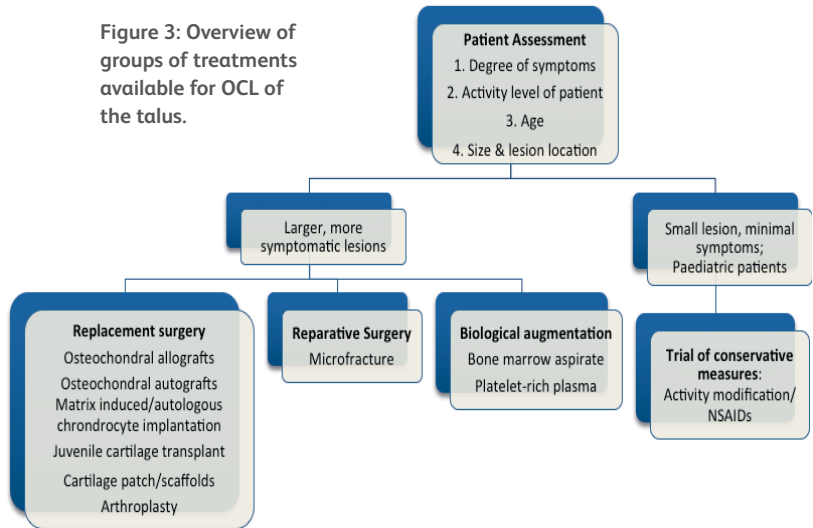 Figure 3: Overview of
groups of treatments
available for OCL of
the talus.
Patient Assessment
1. Degree of symptoms
2. Activity level of patient
3. Age
4. Size & lesion location
Larger, more
symptomatic lesions
Small lesion, minimal
symptoms;
Paediatric patients
Replacement surgery
Osteochondral allografts
Osteochondral autografts
Matrix induced/autologous
chrondrocyte implantation
Juvenile cartilage transplant
Cartilage patch/scaffolds
Arthroplasty
Reparative Surgery
Microfracture
Biological augmentation
Bone marrow aspirate
Platelet-rich plasma
Trial of conservative
measures:
Activity modification/
NSAIDs